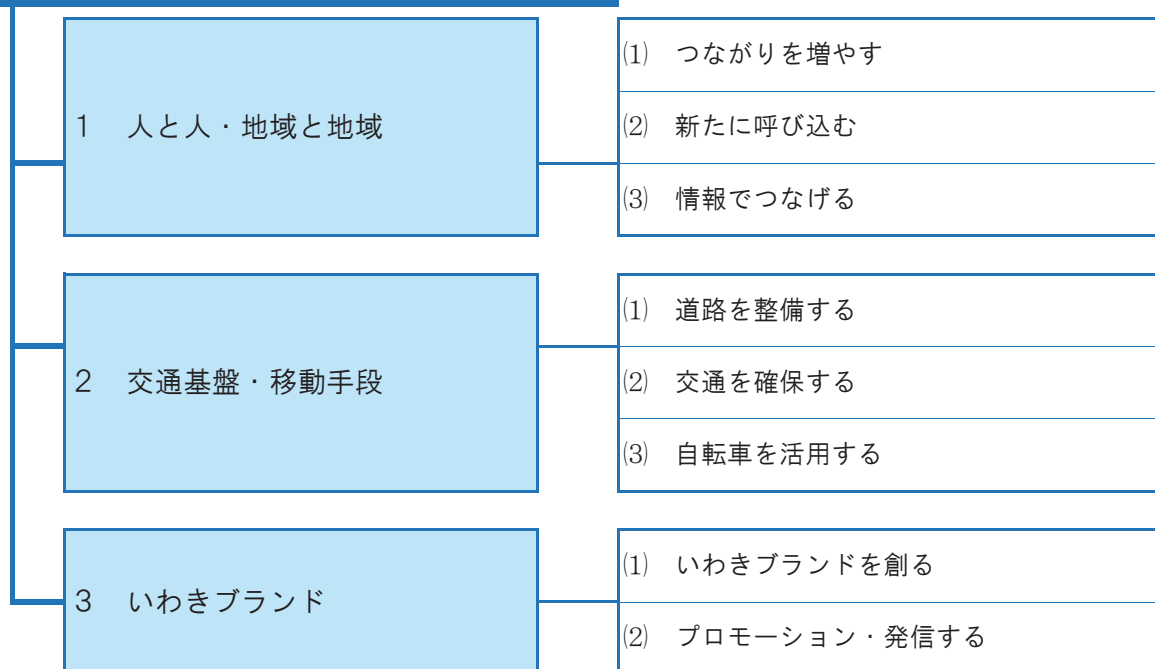 1 人と人・地域と地域
⑴ つながりを増やす
⑵ 新たに呼び込む
⑶ 情報でつなげる
2 交通基盤・移動手段
⑴ 道路を整備する
⑵ 交通を確保する
⑶ 自転車を活用する
3 いわきブランド
⑴ いわきブランドを創る
⑵ プロモーション・発信する